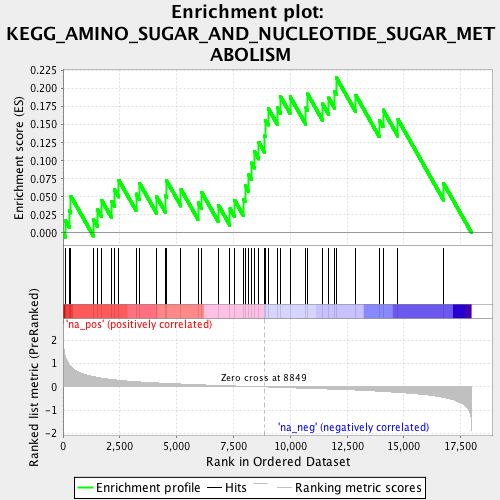 Enrichment plot:
KEGG_AMINO_SUGAR_AND_NUCLEOTIDE_SUGAR_MET
ABOLISM
Enrichment score (ES)
0.225
0.200
0.175
0.150
0.125
0.100
0.075
0.050
0.025
0.000
'na_pos' (positively correlated)
Ranked list metric (PreRanked)
2
1
0
-1
-2
Zero cross at 8849
'na_neg' (negatively correlated)
0
2,500
5,000
7,500
10,000
12,500
15,000
17,500
Rank in Ordered Dataset
Enrichment profile
Hits
Ranking metric scores